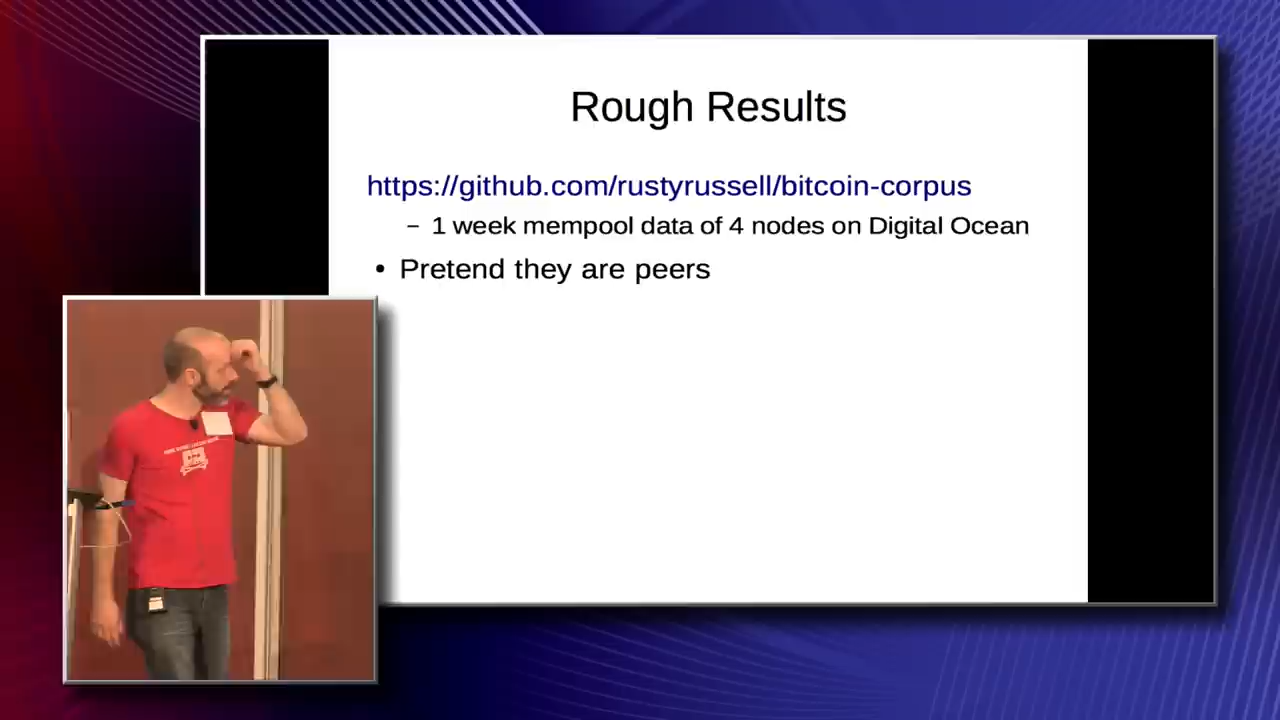 Rough Results
https://github.com/rustyrussell/bitcoin-corpus
– 1 week mempool data of 4 nodes on Digital Ocean
• Pretend they are peers